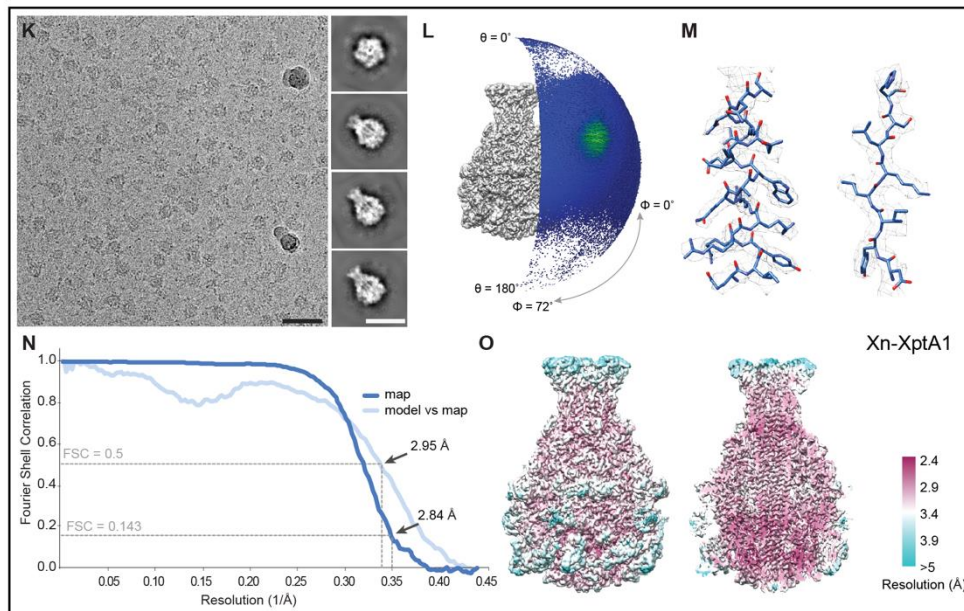 K
L
θ = 0˚
Φ = 0˚
θ = 180˚
Φ = 72˚
M
N
Fourier Shell Correlation
1.0
0.8
0.6
0.4
0.2
0.0
FSC = 0.5
FSC = 0.143
map
model vs map
2.95 Å
2.84 Å
0.05 0.10 0.15 0.20 0.25 0.30 0.35 0.40 0.45
Resolution (1/Å)
O
Xn-XptA1
2.4
2.9
3.4
3.9
>5
Resolution (Å)